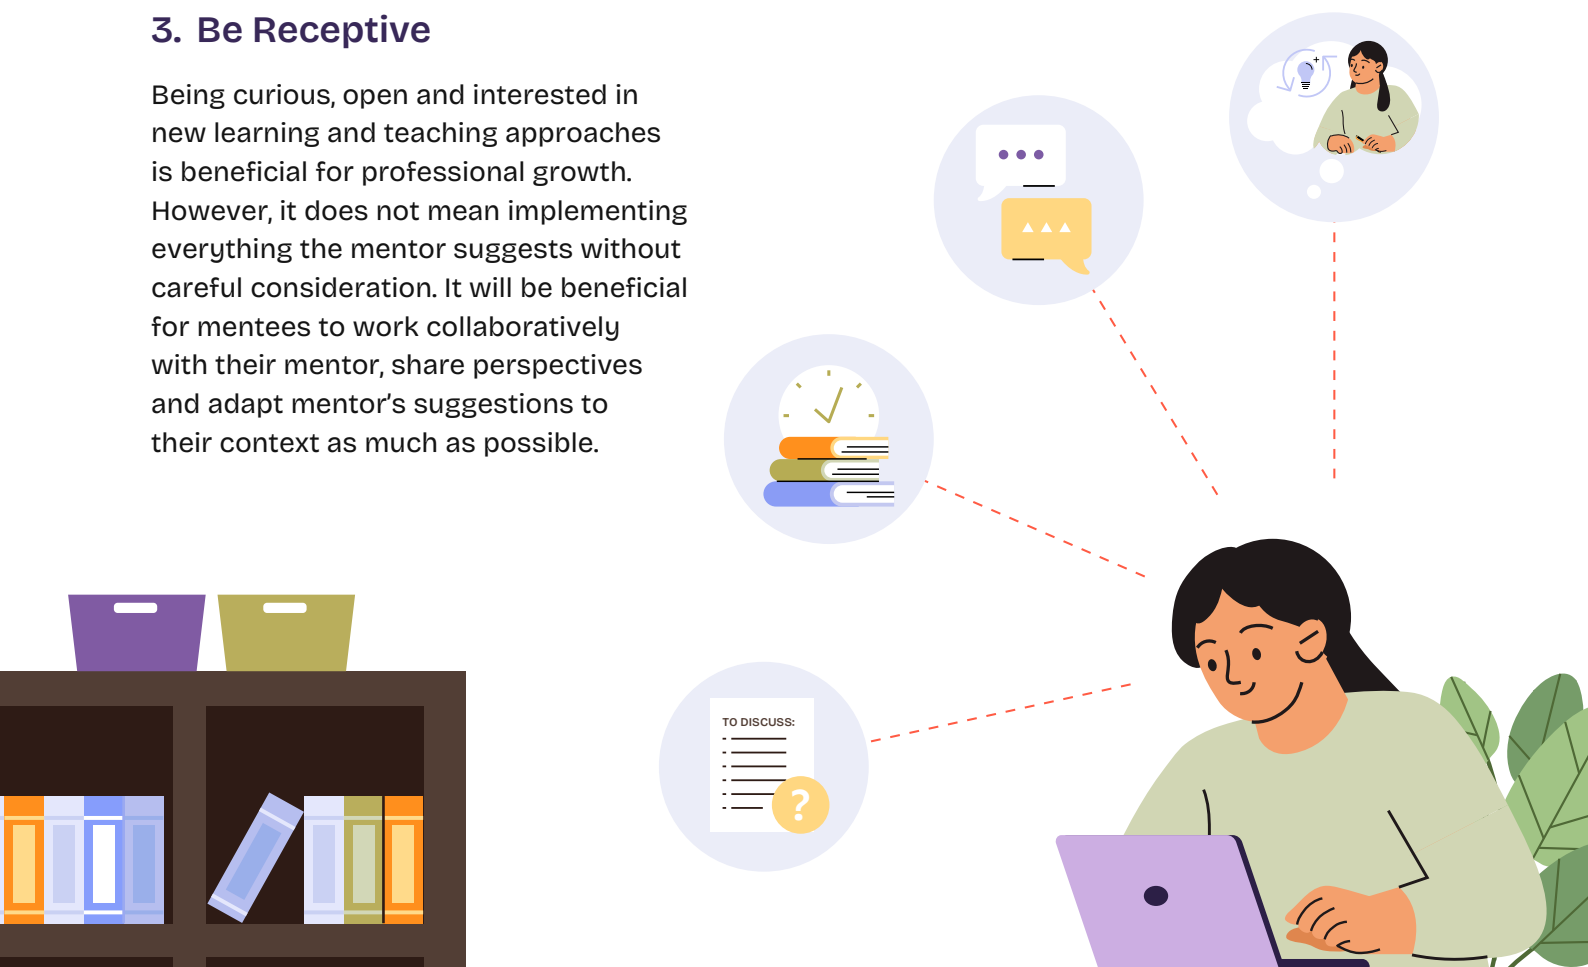 3. Be Receptive
Being curious, open and interested in
new learning and teaching approaches
is beneficial for professional growth.
However, it does not mean implementing
everything the mentor suggests without
careful consideration. It will be beneficial
for mentees to work collaboratively
with their mentor, share perspectives
and adapt mentor's suggestions to
their context as much as possible.
TO DISCUSS:
?